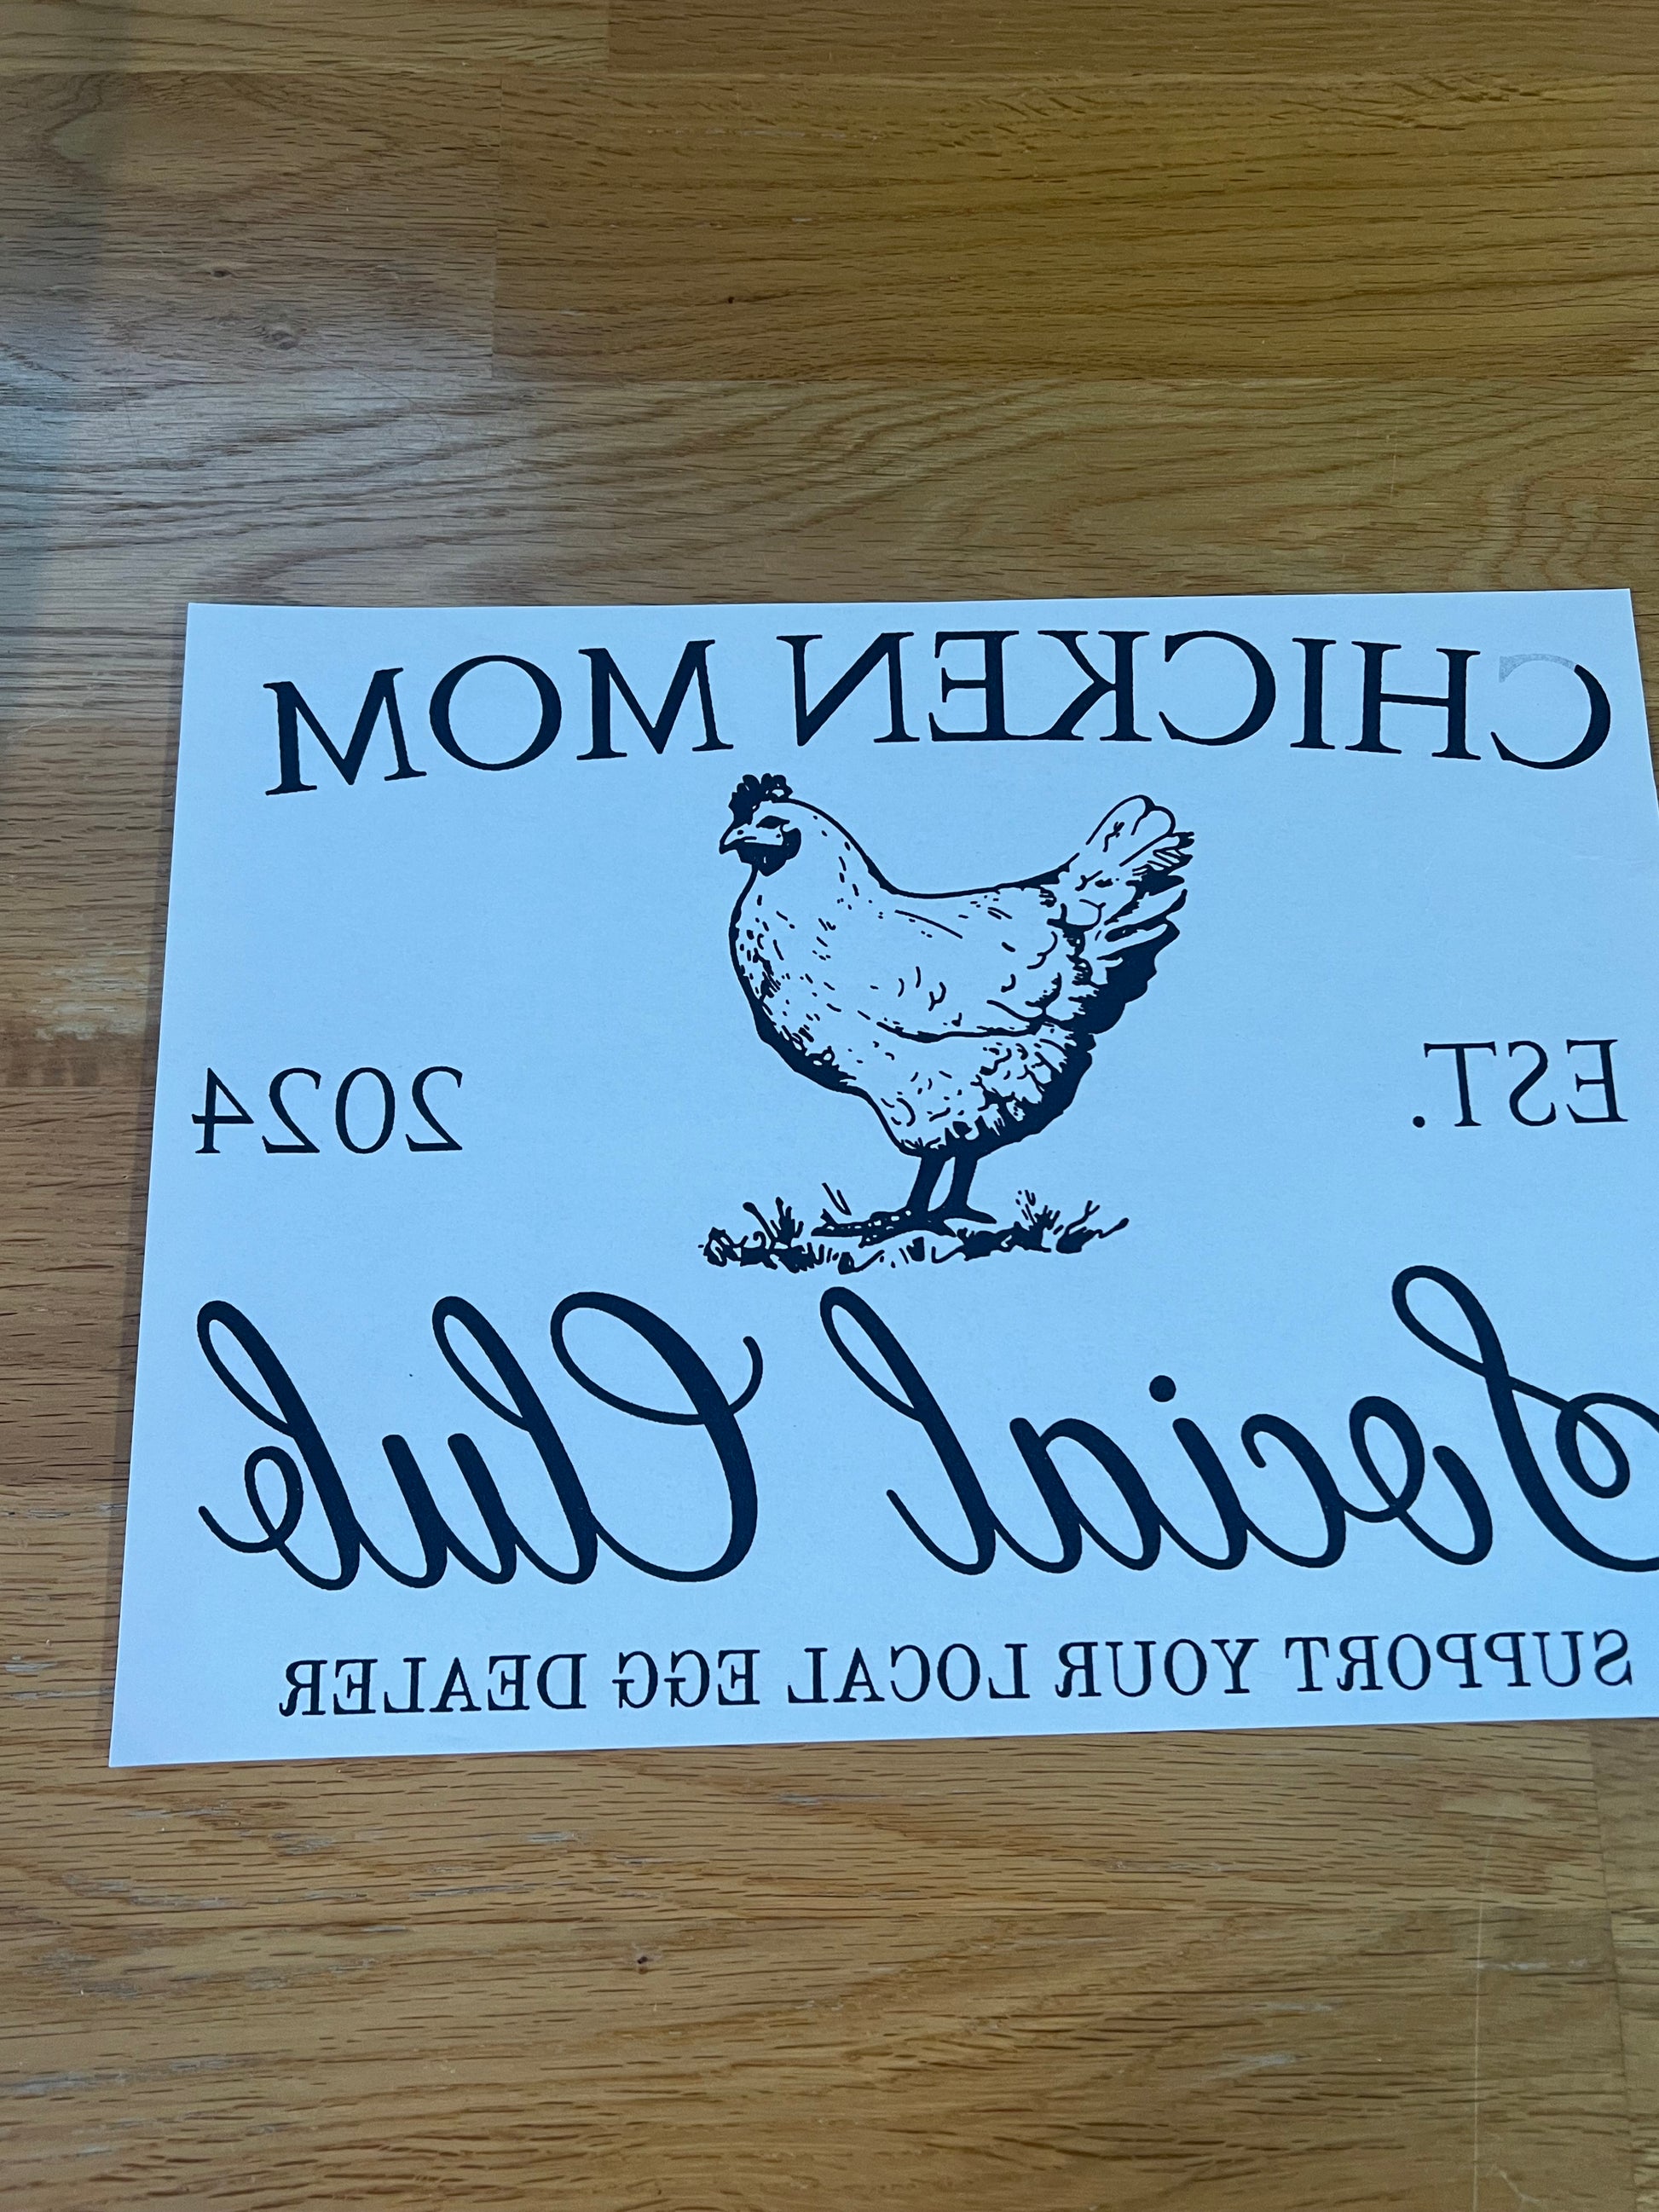 CHICKEN MOM
EST. 2024
Social Club
SUPPORT YOUR LOCAL EGG DEALER